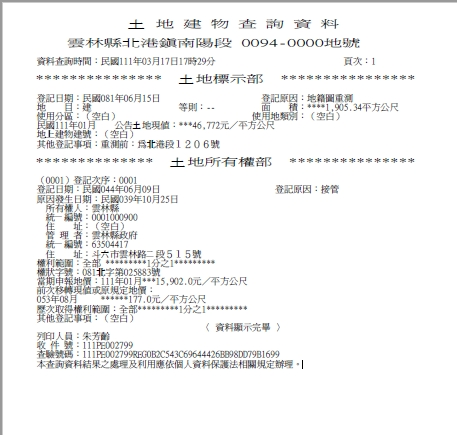 土地建物查詢資料
雲林縣北港鎮南陽段 0094-0000地號
資料查詢時間：民國111年03月17日17時29分 頁次：1
*************** 土地標示部 ***************
登記日期：民國081年06月15日 登記原因：地籍圖重測
地 目：建 等則：-- 面 積：****1,905.34平方公尺
使用分區：（空白） 使用地類別：（空白）
民國111年01月 公告土地現值：***46,772元／平方公尺
地上建物建號：（空白）
其他登記事項：重測前：為北港段１２０６號
*************** 土地所有權部 ***************
（0001）登記次序：0001
登記日期：民國044年06月09日 登記原因：接管
原因發生日期：民國039年10月25日
所有權人：雲林縣
統一編號：0001000900
住 址：（空白）
管 理 者：雲林縣政府
統一編號：63504417
住 址：斗六市雲林路二段５１５號
權利範圍：全部 *********1分之1*********
權狀字號：081北字第025883號
當期申報地價：111年01月***15,902.0元／平方公尺
前次移轉現值或原規定地價：
053年08月 ******177.0元／平方公尺
歷次取得權利範圍：全部*********1分之1*********
其他登記事項：（空白）
〈 資料顯示完畢 〉
列印人員：朱芳齡
收 件 號：111PE002799
查驗號碼：111PE002799REG0B2C543C69644426BB98DD79B1699
本查詢資料結果之處理及利用應依個人資料保護法相關規定辦理。